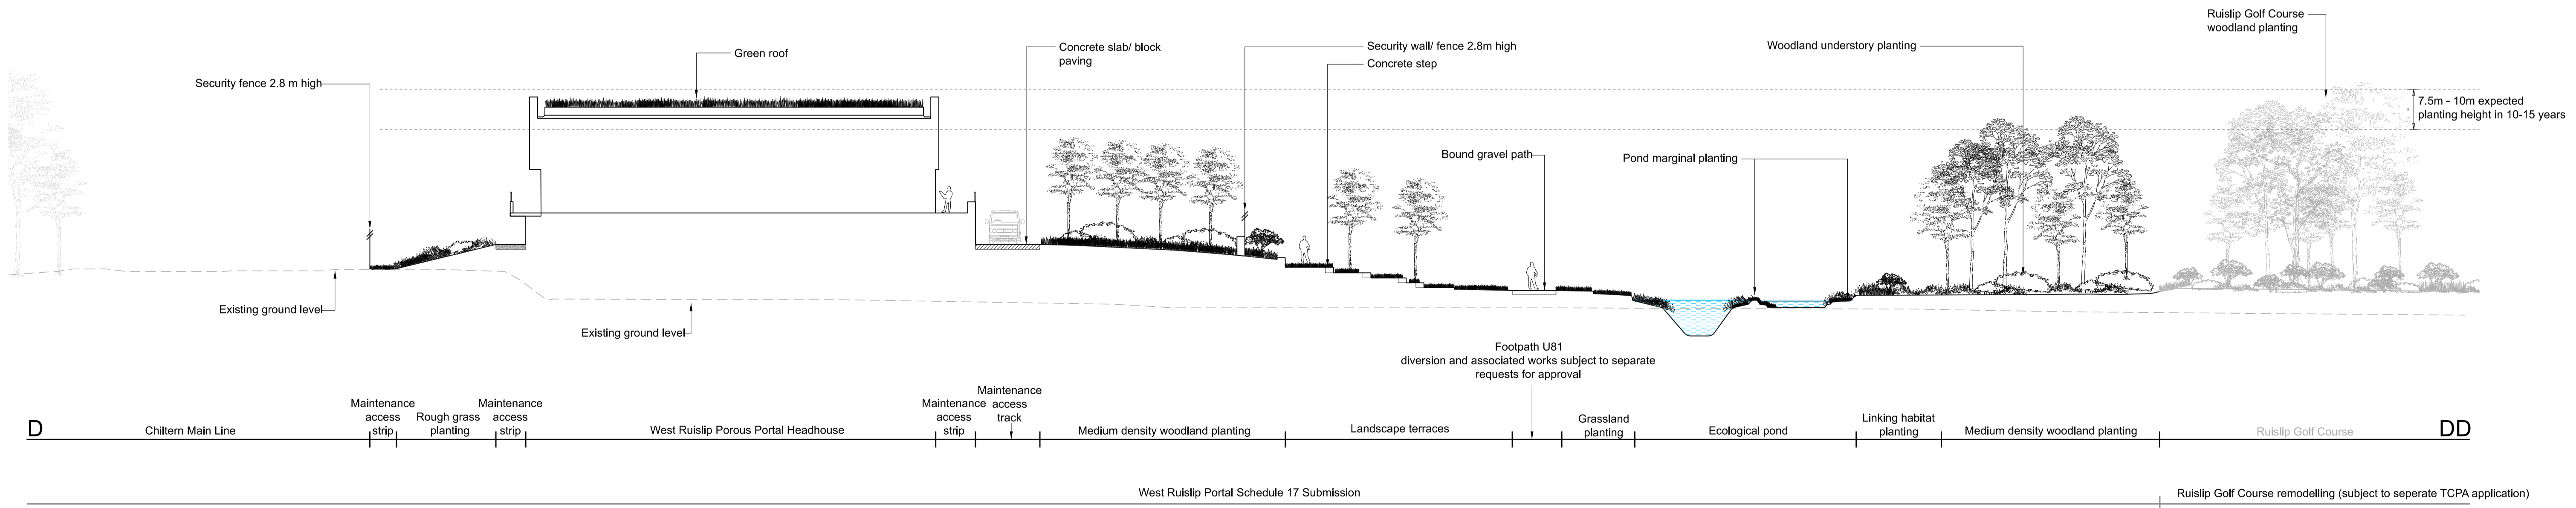 Ruislip Golf Course
woodland planting
Green roof
Concrete slab/ block
paving
Security wall/ fence 2.8m high
Concrete step
Woodland understory planting
Security fence 2.8 m high
7.5m - 10m expected
planting height in 10-15 years
Bound gravel path
Pond marginal planting
Existing ground level
Existing ground level
Footpath U81
diversion and associated works subject to separate
requests for approval
D
Chiltern Main Line
Maintenance
access
strip
Rough grass
planting
Maintenance
access
strip
West Ruislip Porous Portal Headhouse
Maintenance
access
strip
Maintenance
access
track
Medium density woodland planting
Landscape terraces
Grassland
planting
Ecological pond
Linking habitat
planting
Medium density woodland planting
Ruislip Golf Course
DD
West Ruislip Portal Schedule 17 Submission
Ruislip Golf Course remodelling (subject to seperate TCPA application)